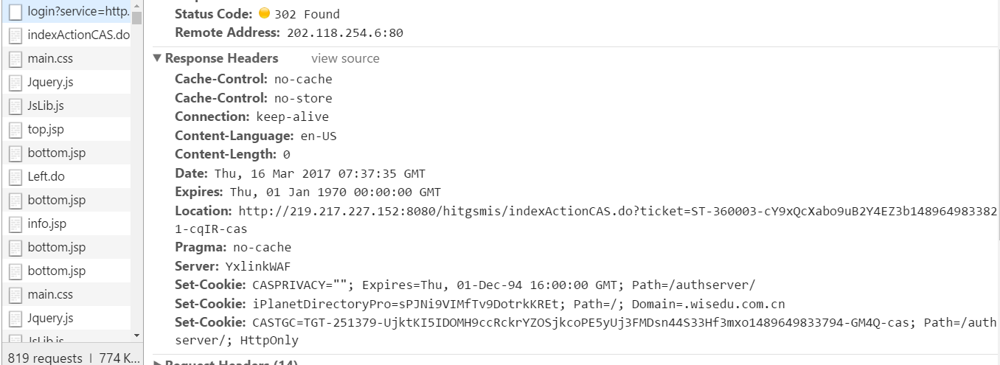 login?service=http.
indexActionCAS.do
main.css
Jquery.js
JsLib.js
top.jsp
bottom.jsp
Left.do
bottom.jsp
info.jsp
bottom.jsp
bottom.jsp
main.css
Jquery.js
JsLib.js
819 requests | 774 K...
Status Code: 302 Found
Remote Address: 202.118.254.6:80
Response Headers view source
Cache-Control: no-cache
Cache-Control: no-store
Connection: keep-alive
Content-Language: en-US
Content-Length: 0
Date: Thu, 16 Mar 2017 07:37:35 GMT
Expires: Thu, 01 Jan 1970 00:00:00 GMT
Location: http://219.217.227.152:8080/hitgsmis/indexActionCAS.do?ticket=ST-360003-cY9xQcXabo9uB2Y4EZ3b148964983382
1-cqIR-cas
Pragma: no-cache
Server: YxlinkWAF
Set-Cookie: CASPRIVACY=""; Expires=Thu, 01-Dec-94 16:00:00 GMT; Path=/authserver/
Set-Cookie: iPlanetDirectoryPro=sPJNi9VIMfTv9DotrkKREt; Path=/; Domain=.wisedu.com.cn
Set-Cookie: CASTGC=TGT-251379-UjktKI5IDOMH9ccRckrYZOSjkcoPE5yUj3FMDsn44S33Hf3mxo1489649833794-GM4Q-cas; Path=/auth
server/; HttpOnly
Request Headers (14)